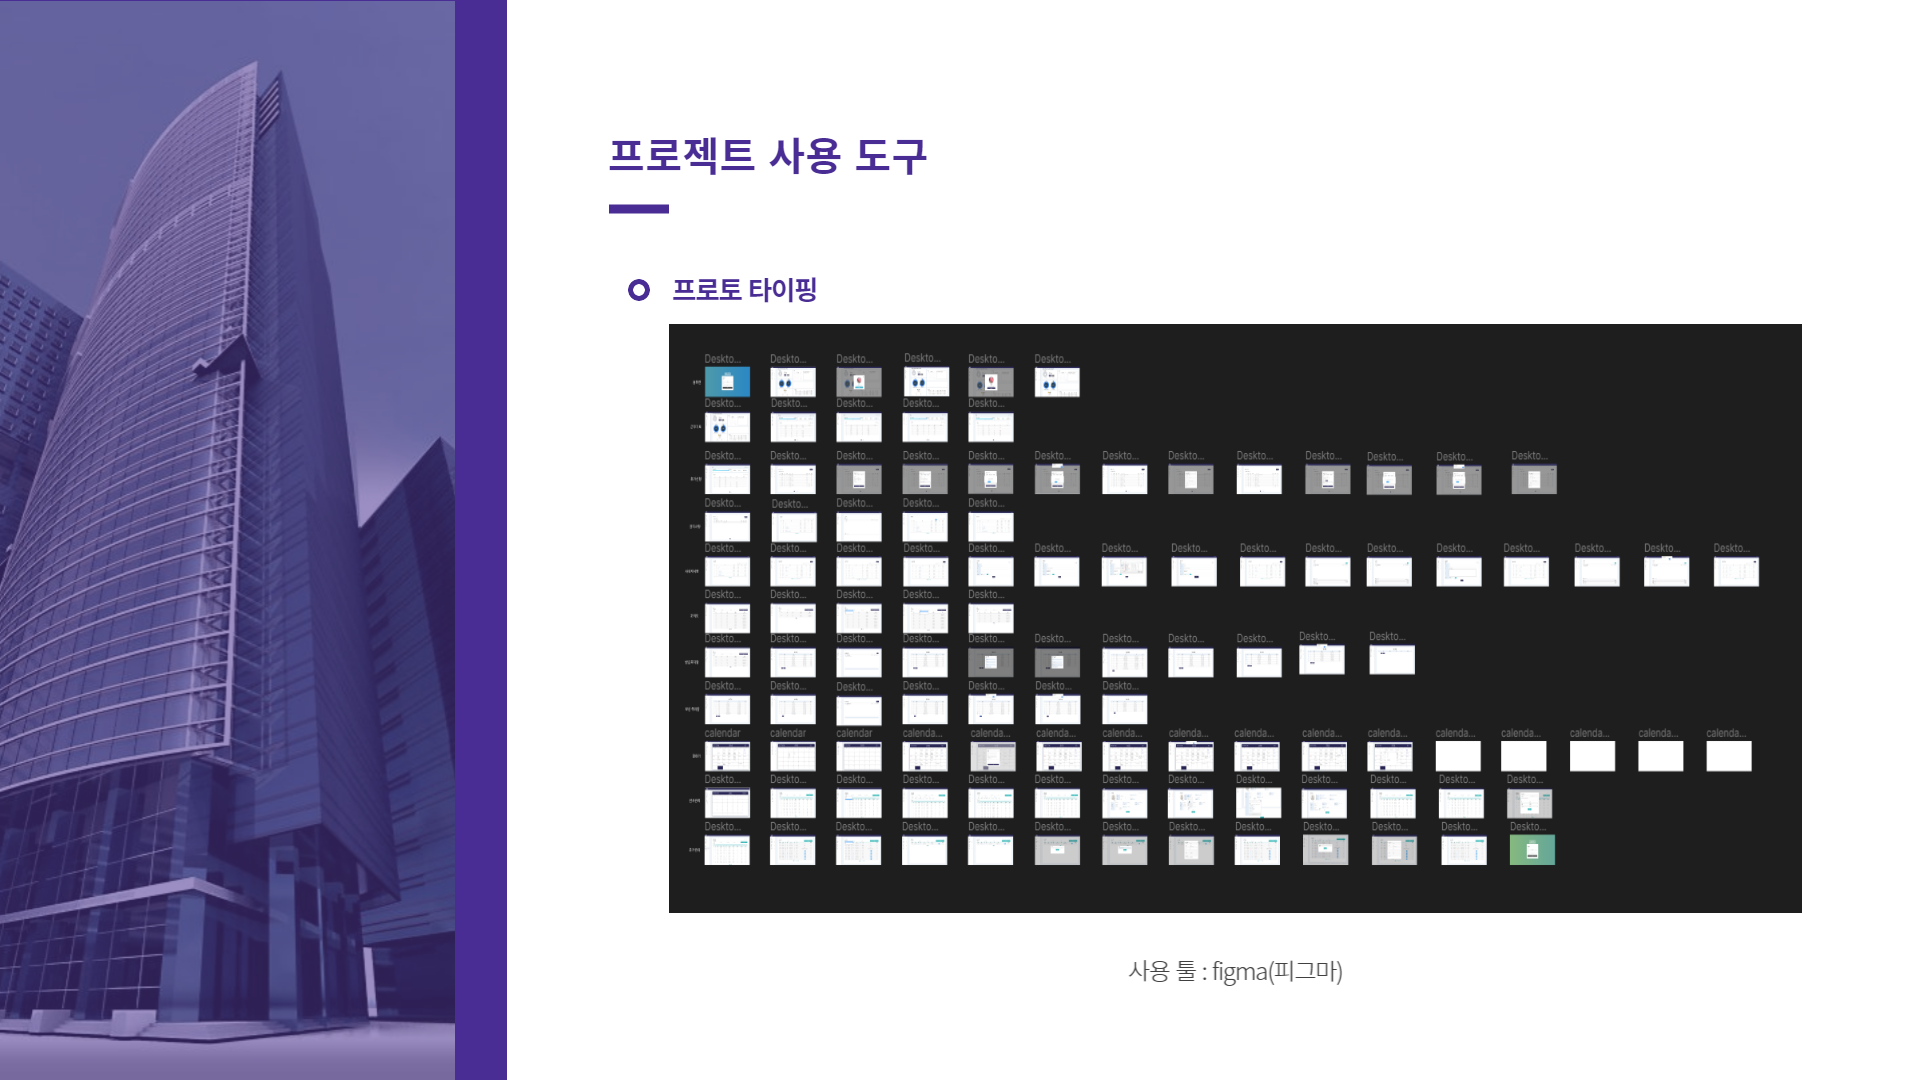 프로젝트 사용 도구
프로토 타이핑
Deskto... Deskto... Deskto... Deskto... Deskto... Deskto...
Deskto... Deskto... Deskto... Deskto... Deskto...
Deskto... Deskto... Deskto... Deskto... Deskto... Deskto... Deskto... Deskto... Deskto... Deskto... Deskto... Deskto... Deskto...
Deskto... Deskto... Deskto... Deskto... Deskto...
Deskto... Deskto... Deskto... Deskto... Deskto... Deskto... Deskto... Deskto... Deskto... Deskto... Deskto... Deskto... Deskto... Deskto... Deskto... Deskto...
Deskto... Deskto... Deskto... Deskto... Deskto...
Deskto... Deskto... Deskto... Deskto... Deskto... Deskto... Deskto... Deskto... Deskto... Deskto... Deskto...
Deskto... Deskto... Deskto... Deskto... Deskto... Deskto... Deskto...
calendar calendar calendar calenda... calenda... calenda... calenda... calenda... calenda... calenda... calenda... calenda... calenda... calenda... calenda... calenda...
Deskto... Deskto... Deskto... Deskto... Deskto... Deskto... Deskto... Deskto... Deskto... Deskto... Deskto... Deskto... Deskto...
Deskto... Deskto... Deskto... Deskto... Deskto... Deskto... Deskto... Deskto... Deskto... Deskto... Deskto... Deskto... Deskto...
사용 툴 : figma(피그마)